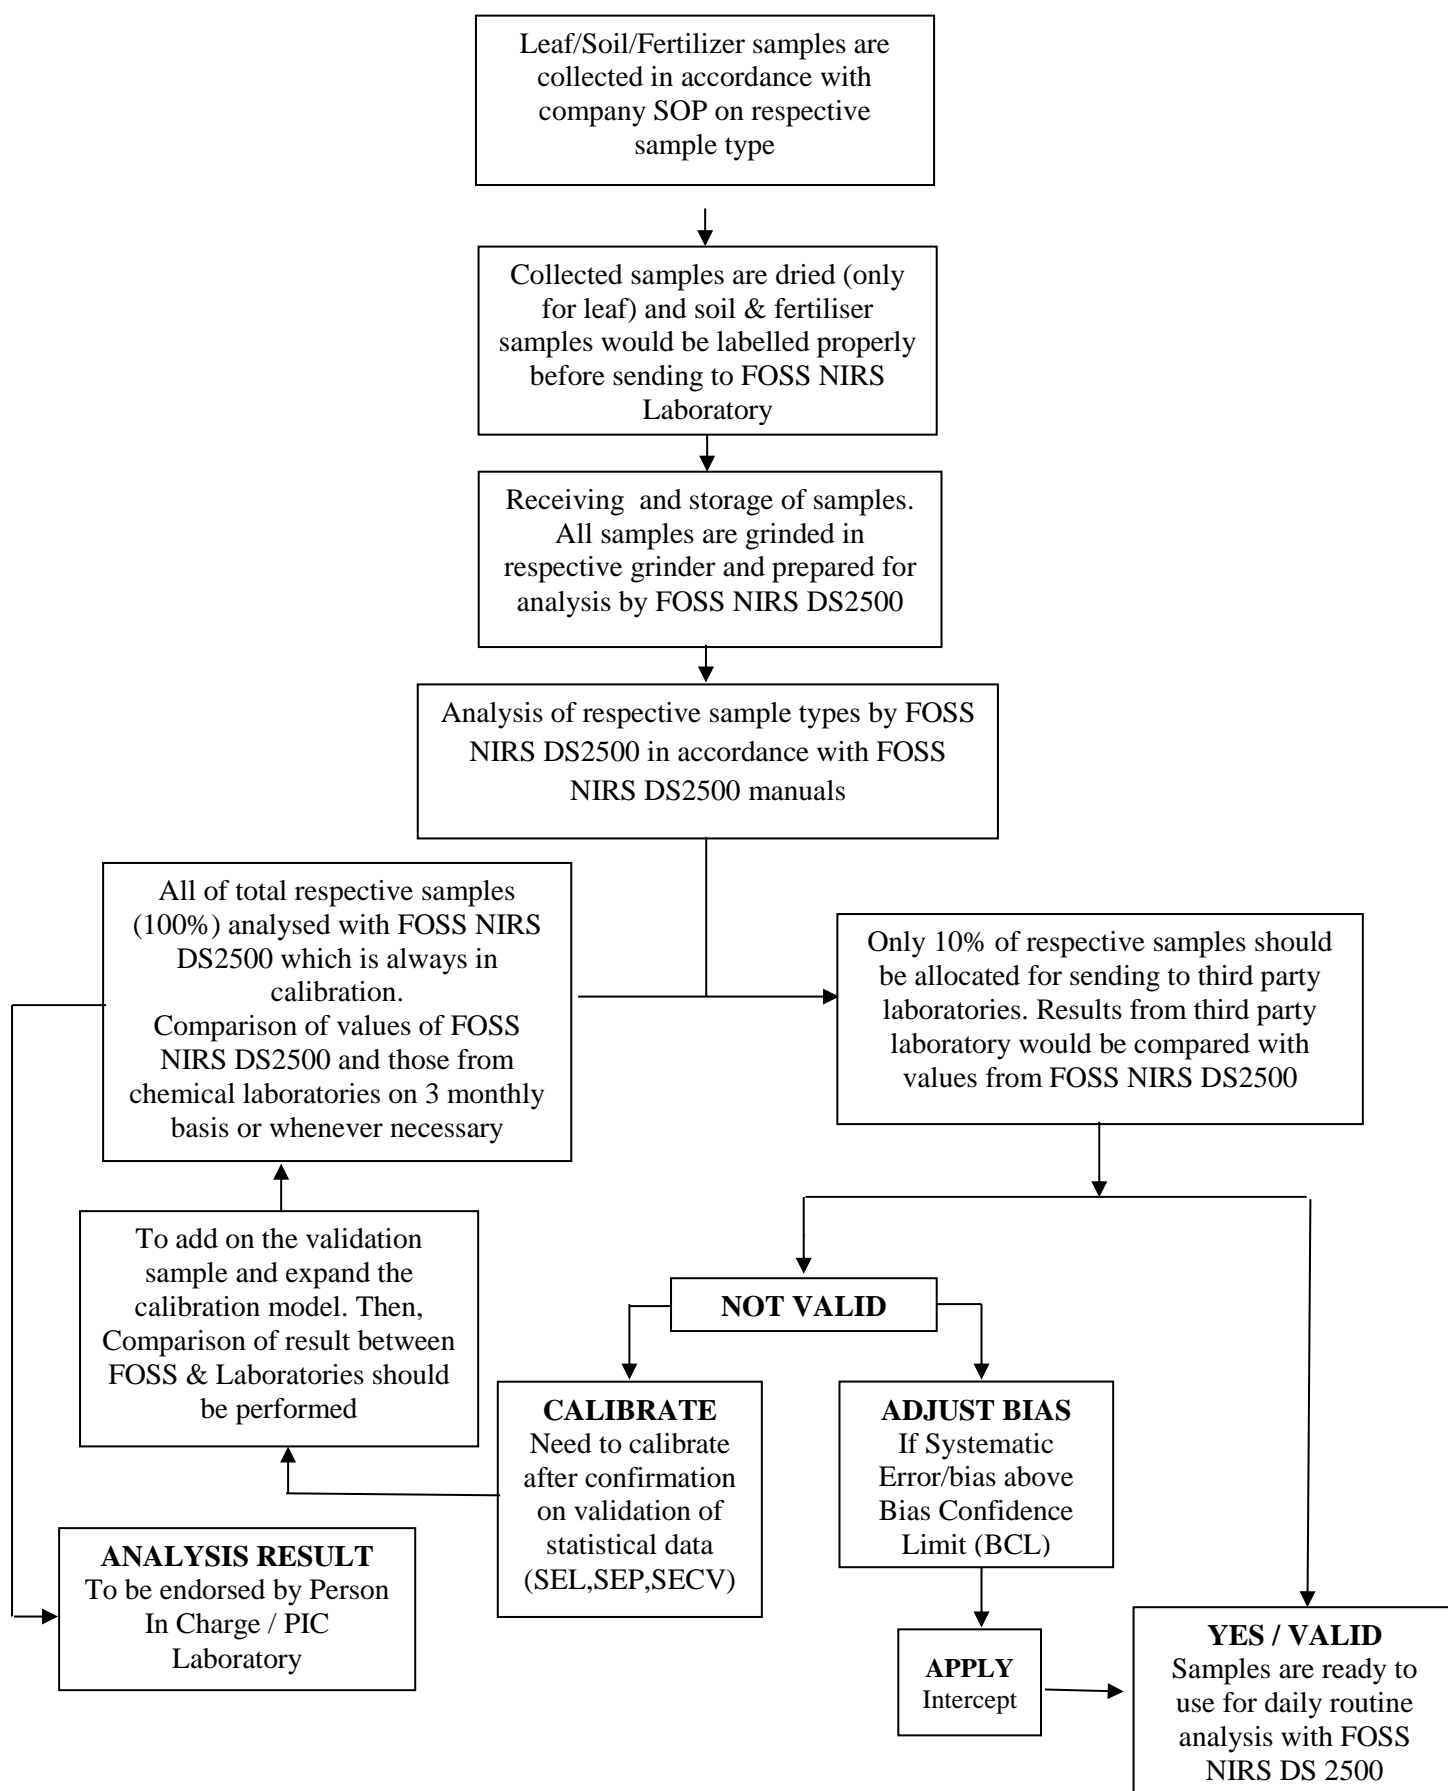 Leaf/Soil/Fertilizer samples are
collected in accordance with
company SOP on respective
sample type
Collected samples are dried (only
for leaf) and soil & fertiliser
samples would be labelled properly
before sending to FOSS NIRS
Laboratory
Receiving  and storage of samples.
All samples are grinded in
respective grinder and prepared for
analysis by FOSS NIRS DS2500
Analysis of respective sample types by FOSS
NIRS DS2500 in accordance with FOSS
NIRS DS2500 manuals
All of total respective samples
(100%) analysed with FOSS NIRS
DS2500 which is always in
calibration.
Comparison of values of FOSS
NIRS DS2500 and those from
chemical laboratories on 3 monthly
basis or whenever necessary
Only 10% of respective samples should
be allocated for sending to third party
laboratories. Results from third party
laboratory would be compared with
values from FOSS NIRS DS2500
To add on the validation
sample and expand the
calibration model. Then,
Comparison of result between
FOSS & Laboratories should
be performed
NOT VALID
CALIBRATE
Need to calibrate
after confirmation
on validation of
statistical data
(SEL,SEP,SECV)
ADJUST BIAS
If Systematic
Error/bias above
Bias Confidence
Limit (BCL)
ANALYSIS RESULT
To be endorsed by Person
In Charge / PIC
Laboratory
APPLY
Intercept
YES / VALID
Samples are ready to
use for daily routine
analysis with FOSS
NIRS DS 2500